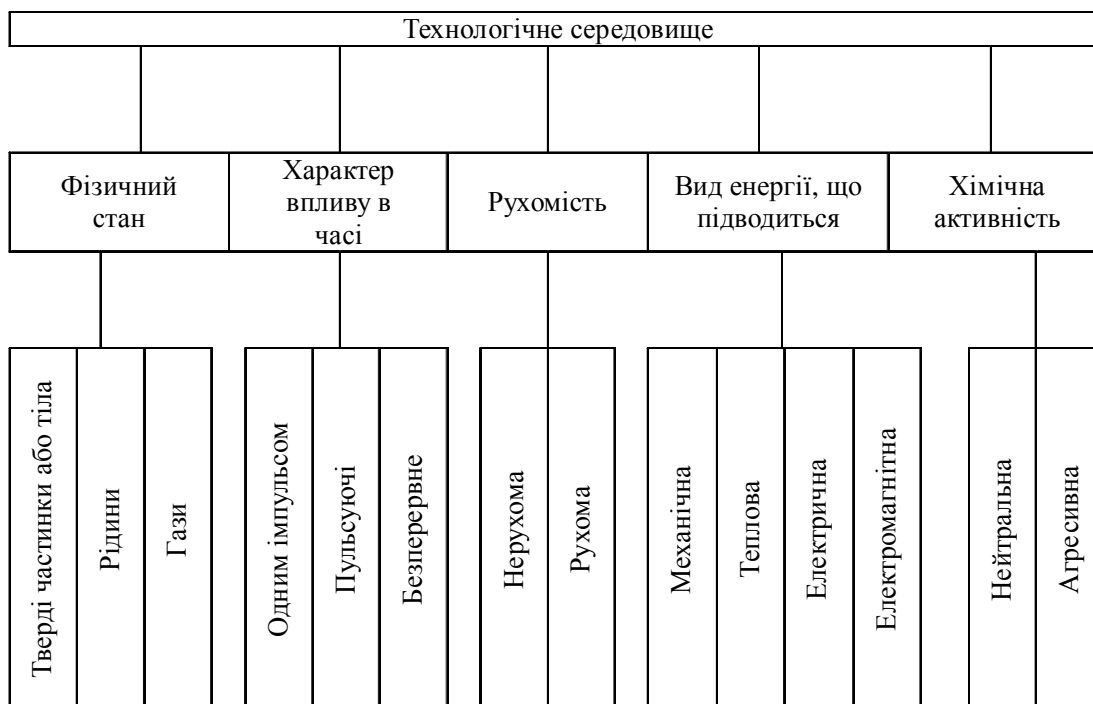 Технологічне середовище
Фізичний
стан
Характер
впливу в
часі
Рухомість
Вид енергії, що
підводиться
Хімічна
активність
Тверді частинки або тіла
Рідини
Гази
Одним імпульсом
Пульсуючі
Безперервне
Нерухома
Рухома
Механічна
Теплова
Електрична
Електромагнітна
Нейтральна
Агресивна